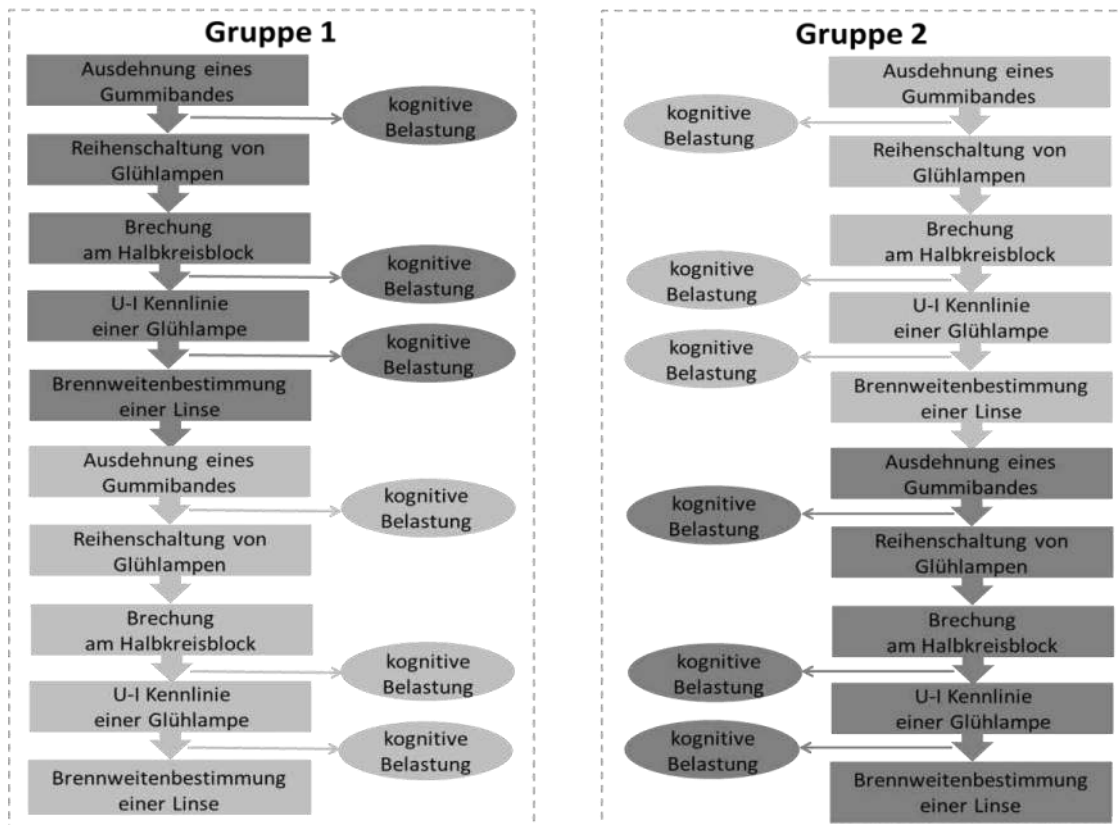 Gruppe 1
Ausdehnung eines
Gummibandes
kognitive
Belastung
Reihenschaltung von
Glühlampen
Brechung
am Halbkreisblock
kognitive
Belastung
U-I Kennlinie
einer Glühlampe
kognitive
Belastung
Brennweitenbestimmung
einer Linse
Ausdehnung eines
Gummibandes
kognitive
Belastung
Reihenschaltung von
Glühlampen
Brechung
am Halbkreisblock
kognitive
Belastung
U-I Kennlinie
einer Glühlampe
kognitive
Belastung
Brennweitenbestimmung
einer Linse
Gruppe 2
Ausdehnung eines
Gummibandes
kognitive
Belastung
Reihenschaltung von
Glühlampen
Brechung
am Halbkreisblock
kognitive
Belastung
U-I Kennlinie
einer Glühlampe
kognitive
Belastung
Brennweitenbestimmung
einer Linse
Ausdehnung eines
Gummibandes
kognitive
Belastung
Reihenschaltung von
Glühlampen
Brechung
am Halbkreisblock
kognitive
Belastung
U-I Kennlinie
einer Glühlampe
kognitive
Belastung
Brennweitenbestimmung
einer Linse